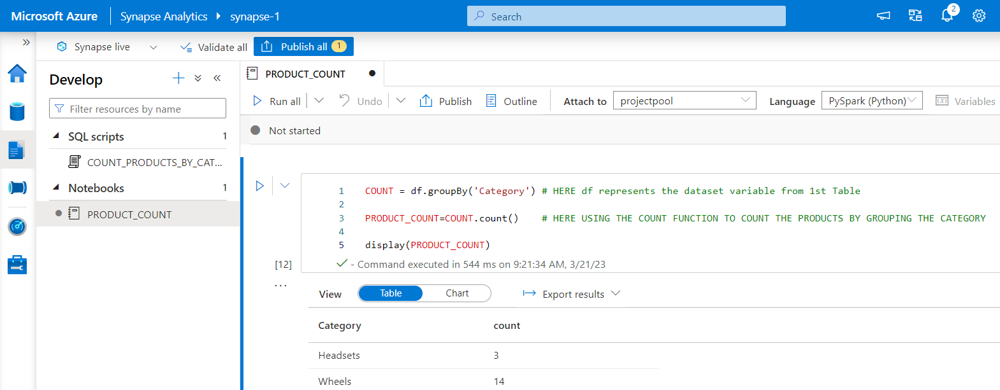 Microsoft Azure
Synapse Analytics
synapse-1
Search
2
Synapse live
Validate all
Publish all
1
Develop
Filter resources by name
SQL scripts 1
COUNT_PRODUCTS_BY_CAT...
Notebooks 1
PRODUCT_COUNT
PRODUCT_COUNT
Run all
Undo
Publish
Outline
Attach to
projectpool
Language
PySpark (Python)
Variables
Not started
1 COUNT = df.groupBy('Category') # HERE df represents the dataset variable from 1st Table
2
3 PRODUCT_COUNT=COUNT.count() # HERE USING THE COUNT FUNCTION TO COUNT THE PRODUCTS BY GROUPING THE CATEGORY
4
5 display(PRODUCT_COUNT)
[12] - Command executed in 544 ms on 9:21:34 AM, 3/21/23
...
View Table Chart Export results
Category count
Headsets 3
Wheels 14